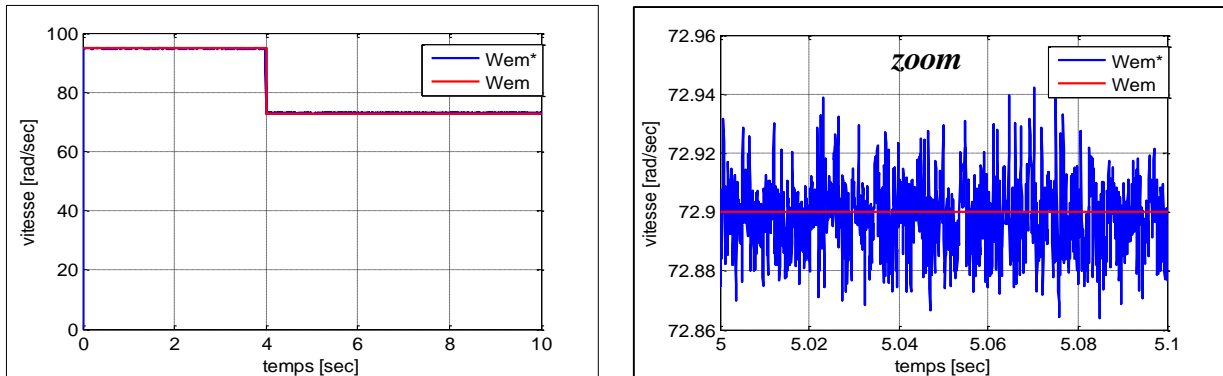 100
80
60
40
20
0
vitesse [rad/sec]
0 2 4 6 8 10
temps [sec]
Wem*
Wem
72.96
72.94
72.92
72.9
72.88
72.86
vitesse [rad/sec]
5 5.02 5.04 5.06 5.08 5.1
temps [sec]
zoom
Wem*
Wem